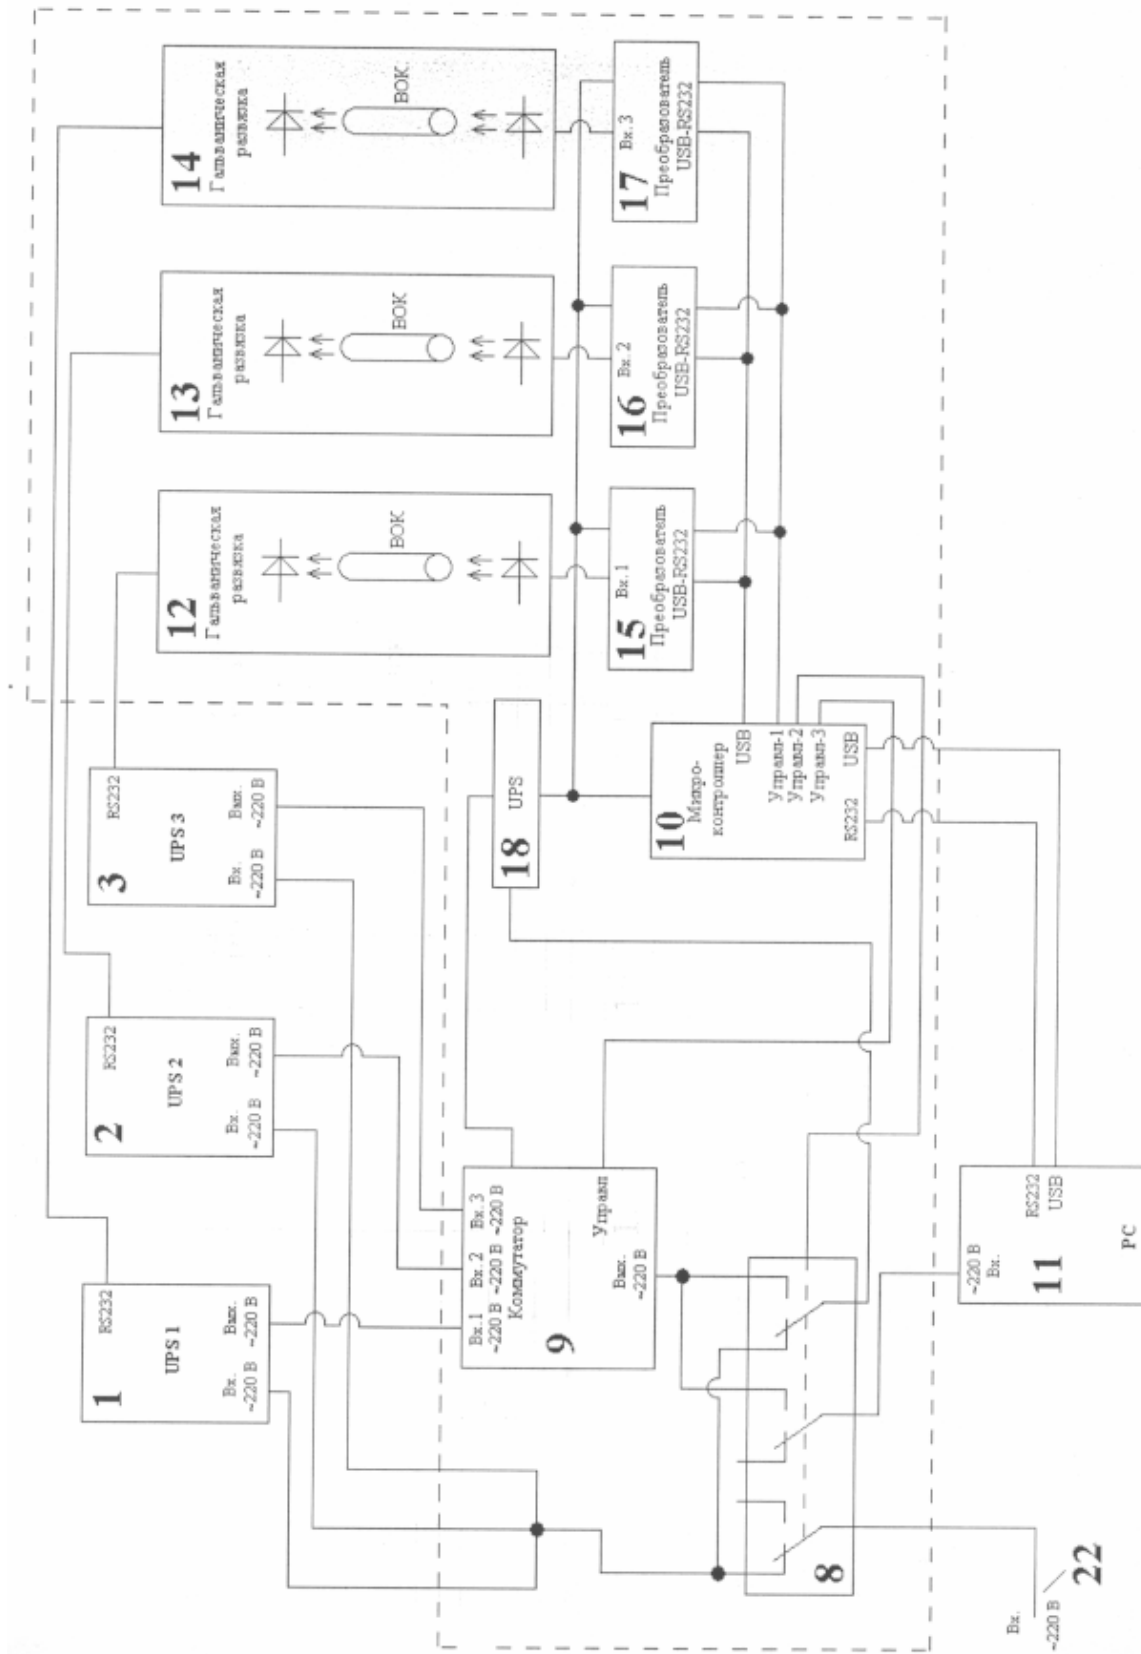 1
RS232
UPS 1
Вх.
~220 В
Вых.
~220 В
2
RS232
UPS 2
Вх.
~220 В
Вых.
~220 В
3
RS232
UPS 3
Вх.
~220 В
Вых.
~220 В
12
Гальваническая
развязка
ВОК
13
Гальваническая
развязка
ВОК
14
Гальваническая
развязка
ВОК
Вх.1
~220 В
Вх.2
~220 В
Вх.3
~220 В
Коммутатор
9
Управл
Вых.
~220 В
18
UPS
15
Вх.1
Преобразователь
USB-RS232
16
Вх.2
Преобразователь
USB-RS232
17
Вх.3
Преобразователь
USB-RS232
10
Микро-
контроллер
USB
Управл-1
Управл-2
Управл-3
RS232
USB
8
~220 В
Вх.
RS232
USB
11
PC
Вх.
~220 В
22